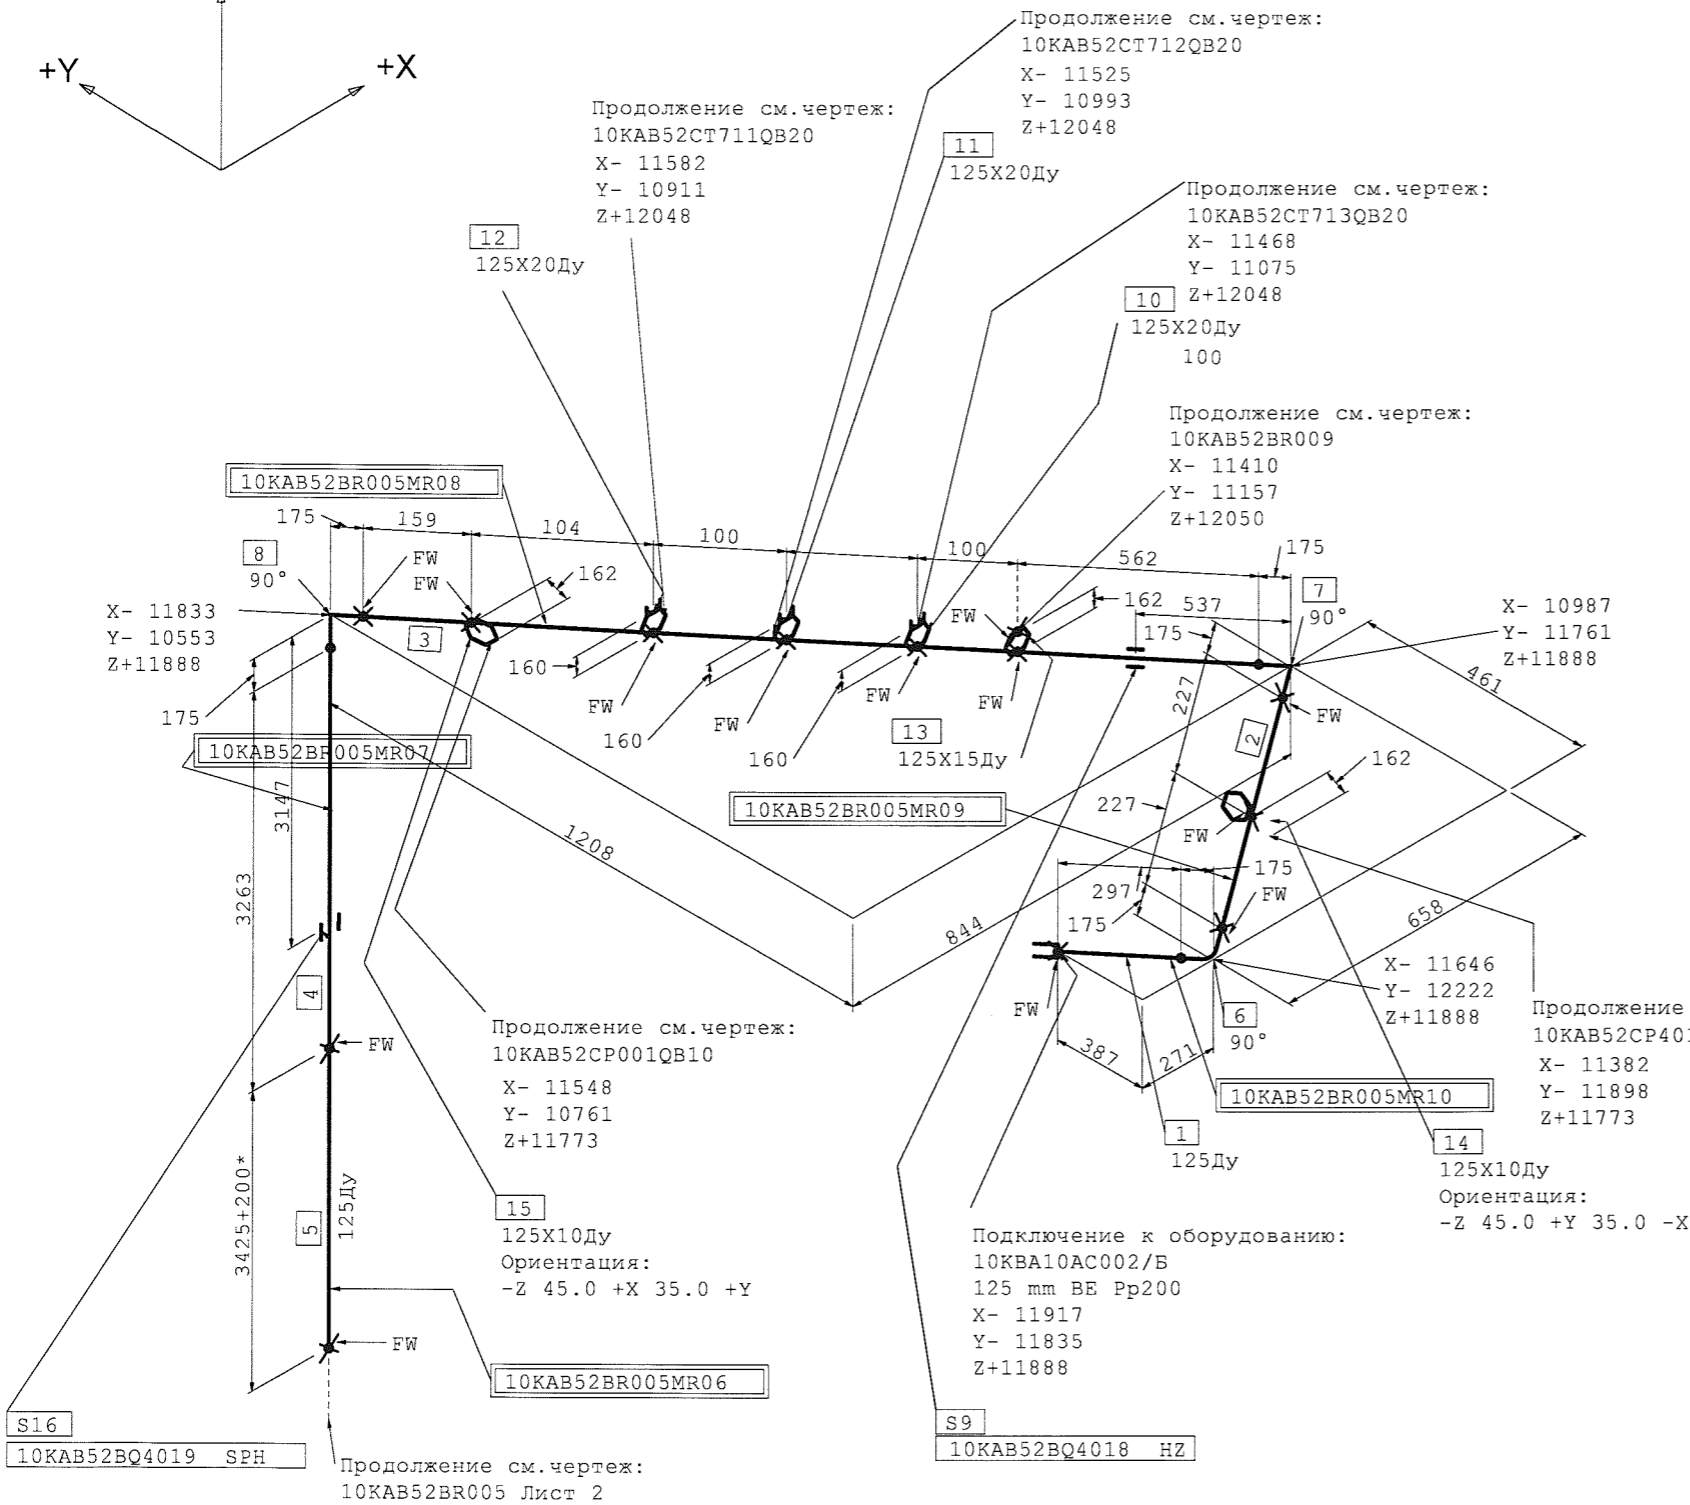 +Y
+X
Продолжение см.чертеж:
10KAB52CT712QB20
X- 11525
Y- 10993
Z+12048
Продолжение см.чертеж:
10KAB52CT711QB20
X- 11582
Y- 10911
Z+12048
11
125X20Ду
Продолжение см.чертеж:
10KAB52CT713QB20
X- 11468
Y- 11075
Z+12048
12
125X20Ду
10
125X20Ду
100
Продолжение см.чертеж:
10KAB52BR009
X- 11410
Y- 11157
Z+12050
10KAB52BR005MR08
175
159
104
100
100
562
175
8
90°
FW
FW
162
162
537
7
90°
X- 11833
Y- 10553
Z+11888
3
FW
175
X- 10987
Y- 11761
Z+11888
160
FW
160
FW
160
FW
FW
227
461
FW
175
13
125X15Ду
2
162
10KAB52BR005MR07
3147
10KAB52BR005MR09
227
FW
1208
3263
297
175
FW
175
844
658
4
FW
X- 11646
Y- 12222
Z+11888
6
90°
FW
387
271
Продолжение см.чертеж:
10KAB52CP001QB10
X- 11548
Y- 10761
Z+11773
Продолжение
10KAB52CP401
X- 11382
Y- 11898
Z+11773
10KAB52BR005MR10
1
125Ду
14
125X10Ду
Ориентация:
-Z 45.0 +Y 35.0 -X
3425+200*
5
125Ду
15
125X10Ду
Ориентация:
-Z 45.0 +X 35.0 +Y
Подключение к оборудованию:
10KBA10AC002/Б
125 mm BE Pp200
X- 11917
Y- 11835
Z+11888
FW
10KAB52BR005MR06
S16
10KAB52BQ4019 SPH
S9
10KAB52BQ4018 HZ
Продолжение см.чертеж:
10KAB52BR005 Лист 2